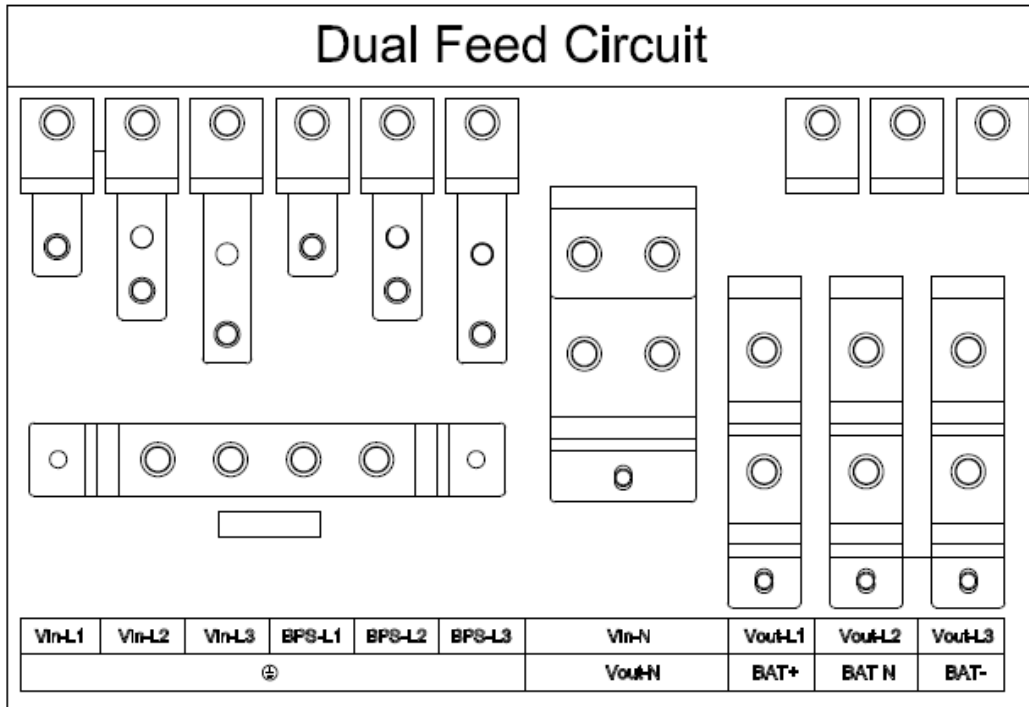 Dual Feed Circuit
Vin-L1 Vin-L2 Vin-L3 BPS-L1 BPS-L2 BPS-L3 Vin-N Vout-L1 Vout-L2 Vout-L3
⏚ Vout-N BAT+ BAT N BAT-